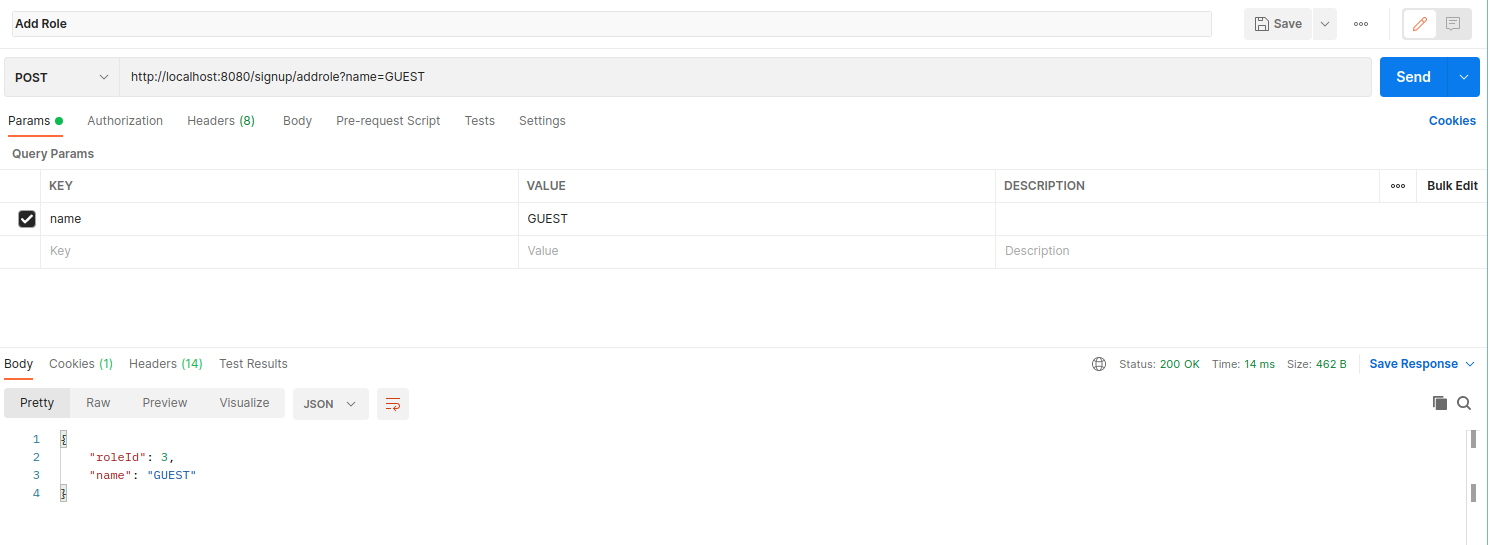 Add Role
Save
POST
http://localhost:8080/signup/addrole?name=GUEST
Send
Params Authorization Headers (8) Body Pre-request Script Tests Settings Cookies
Query Params
KEY VALUE DESCRIPTION Bulk Edit
name GUEST
Key Value Description
Body Cookies (1) Headers (14) Test Results Status: 200 OK Time: 14 ms Size: 462 B Save Response
Pretty Raw Preview Visualize JSON
1 {
2 "roleId": 3,
3 "name": "GUEST"
4 }